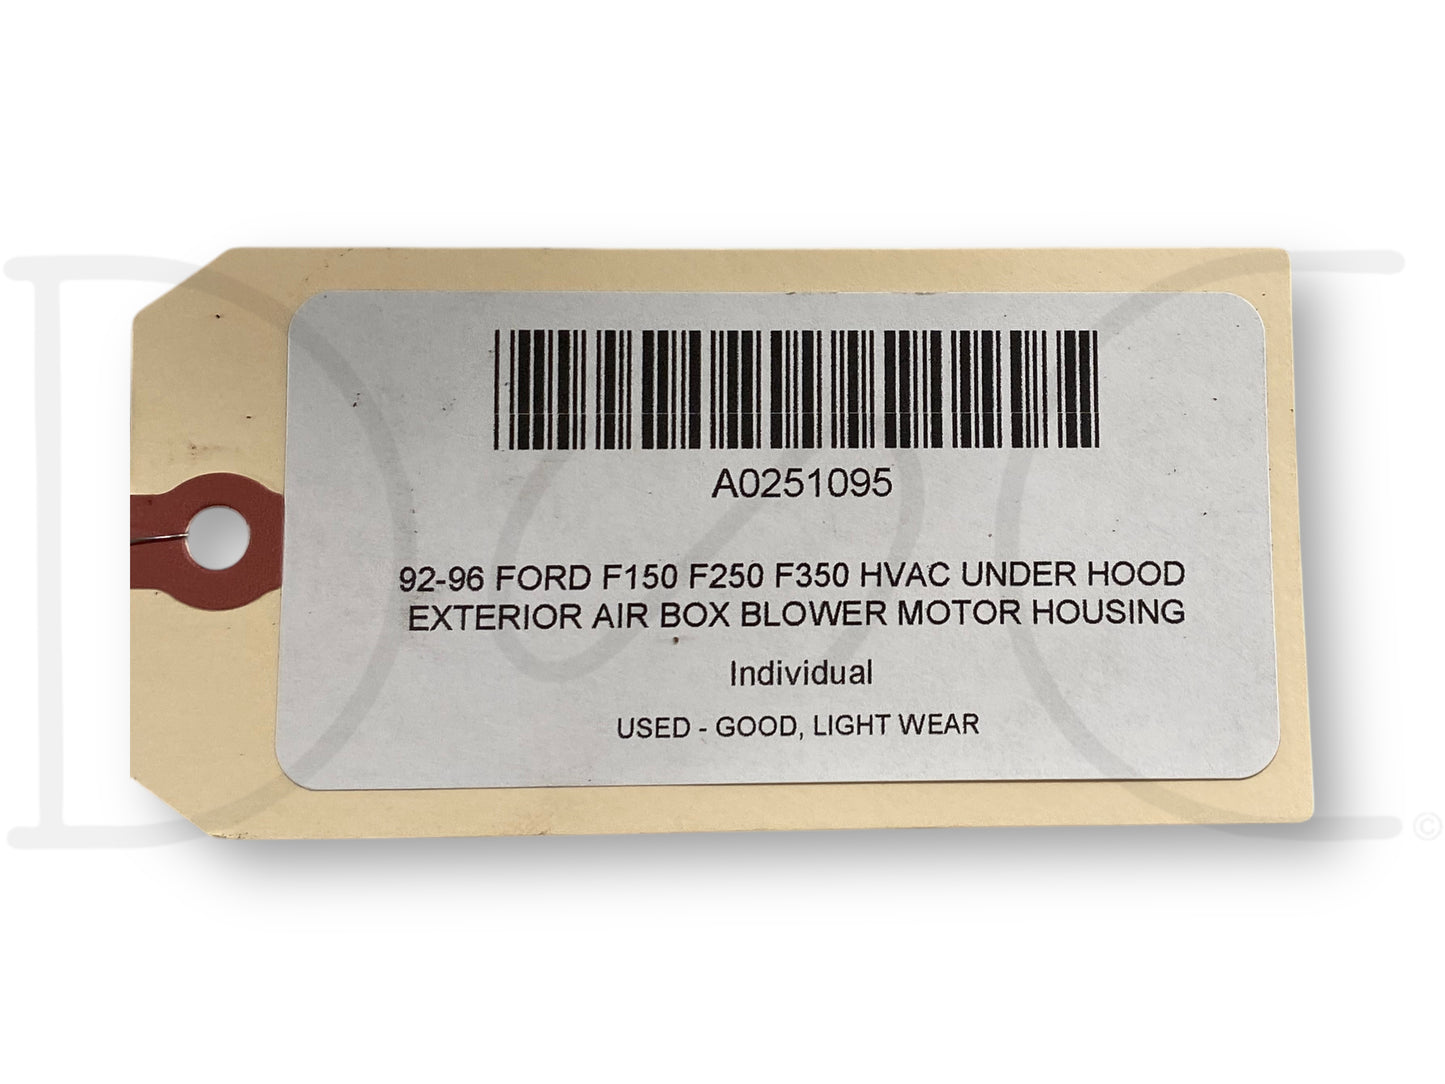 A0251095
92-96 FORD F150 F250 F350 HVAC UNDER HOOD
EXTERIOR AIR BOX BLOWER MOTOR HOUSING
Individual
USED - GOOD, LIGHT WEAR
©